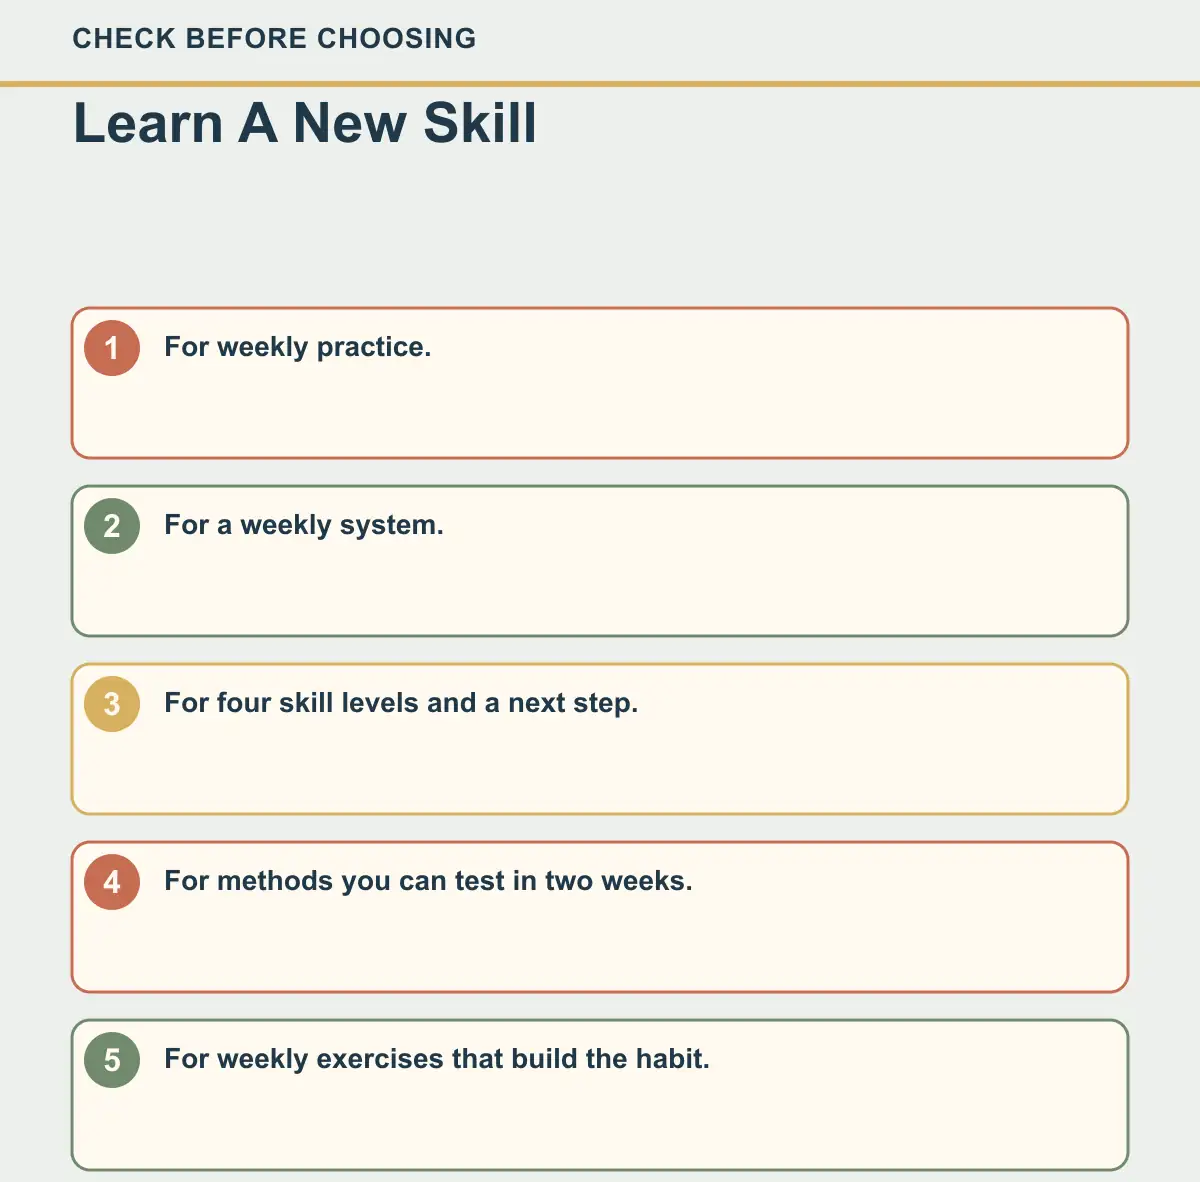 CHECK BEFORE CHOOSING
Learn A New Skill
1 For weekly practice.
2 For a weekly system.
3 For four skill levels and a next step.
4 For methods you can test in two weeks.
5 For weekly exercises that build the habit.